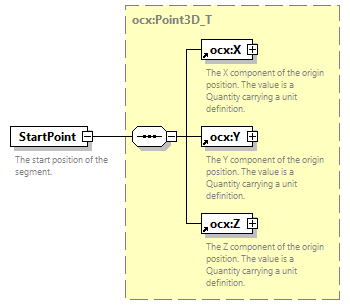 ocx:Point3D_T
ocx:X
The X component of the origin
position. The value is a
Quantity carrying a unit
definition.
StartPoint
The start position of the
segment.
ocx:Y
The Y component of the origin
position. The value is a
Quantity carrying a unit
definition.
ocx:Z
The Z component of the origin
position. The value is a
Quantity carrying a unit
definition.